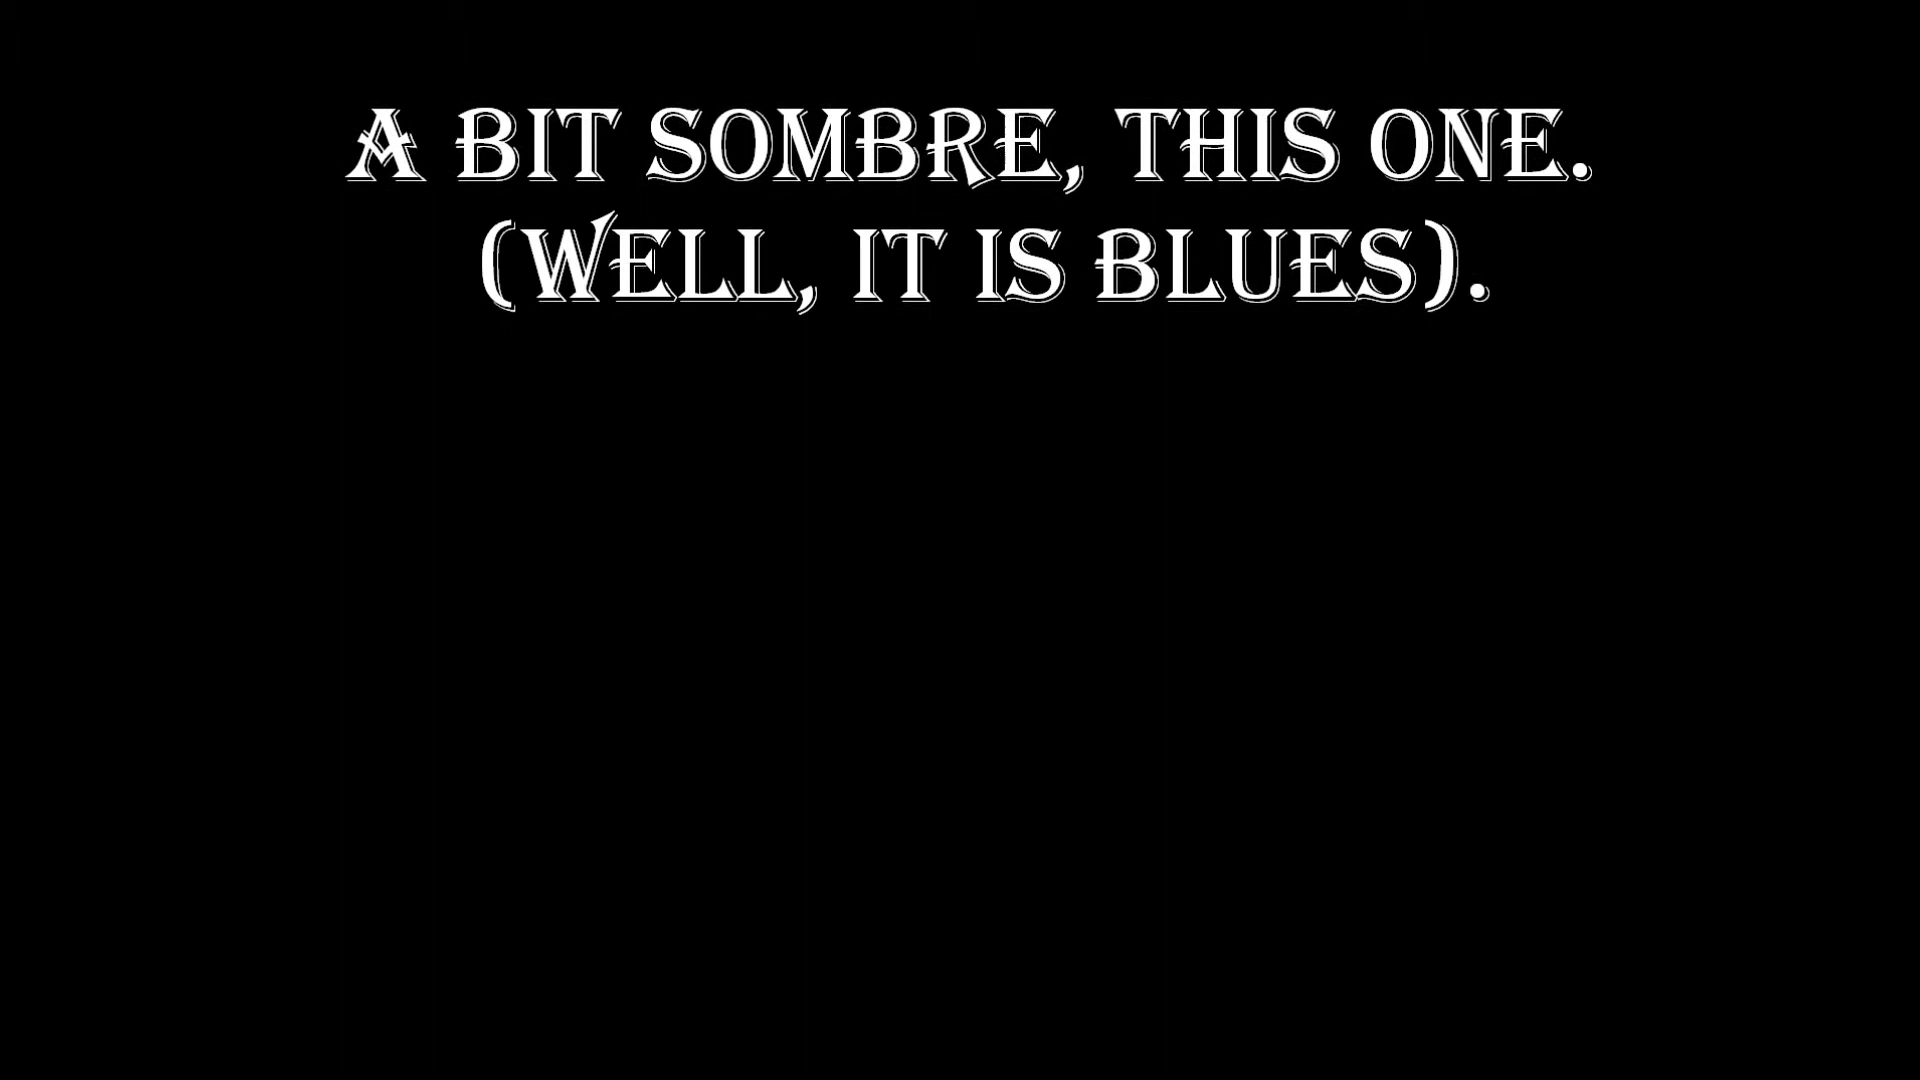 A BIT SOMBRE, THIS ONE.
(WELL, IT IS BLUES).